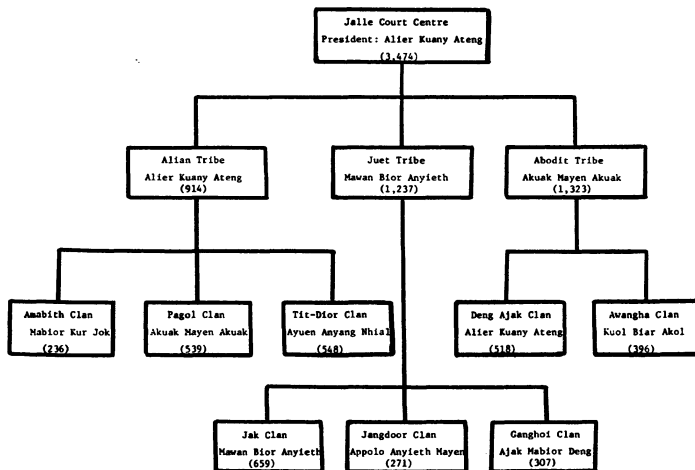 Jalle Court Centre
President: Alier Kuany Ateng
(3,474)
Alian Tribe
Alier Kuany Ateng
(914)
Juet Tribe
Mawan Bior Anyieth
(1,237)
Abodit Tribe
Akuak Mayen Akuak
(1,323)
Amabith Clan
Mabior Kur Jok
(236)
Pagol Clan
Akuak Mayen Akuak
(539)
Tit-Dior Clan
Ayuen Anyang Nhial
(548)
Deng Ajak Clan
Alier Kuany Ateng
(518)
Awangha Clan
Kuol Biar Akol
(396)
Jak Clan
Mawan Bior Anyieth
(659)
Jangdoor Clan
Appolo Anyieth Mayen
(271)
Ganghoi Clan
Ajak Mabior Deng
(307)